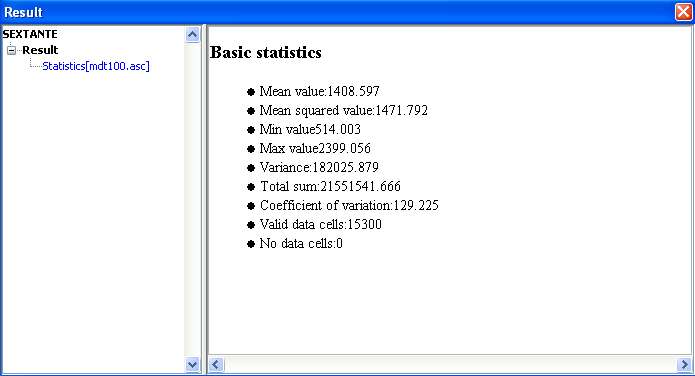 Result
SEXTANTE
Result
Statistics[mdt100.asc]
Basic statistics
Mean value:1408.597
Mean squared value:1471.792
Min value514.003
Max value2399.056
Variance:182025.879
Total sum:21551541.666
Coefficient of variation:129.225
Valid data cells:15300
No data cells:0